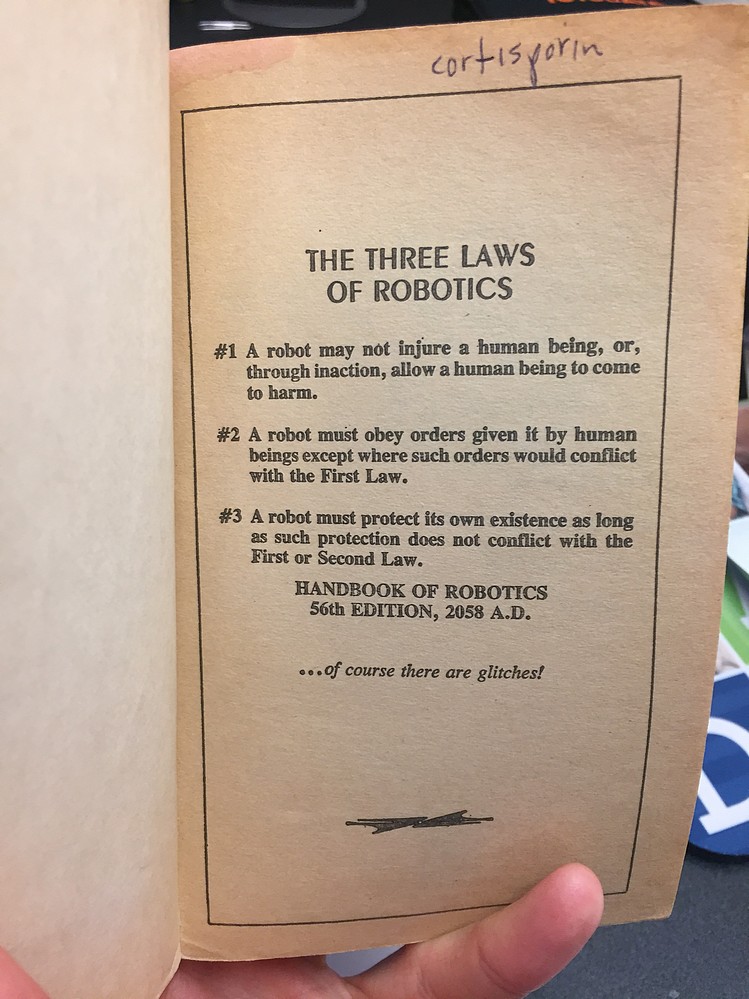 cortisporin
THE THREE LAWS
OF ROBOTICS
#1 A robot may not injure a human being, or,
through inaction, allow a human being to come
to harm.
#2 A robot must obey orders given it by human
beings except where such orders would conflict
with the First Law.
#3 A robot must protect its own existence as long
as such protection does not conflict with the
First or Second Law.
HANDBOOK OF ROBOTICS
56th EDITION, 2058 A.D.
...of course there are glitches!